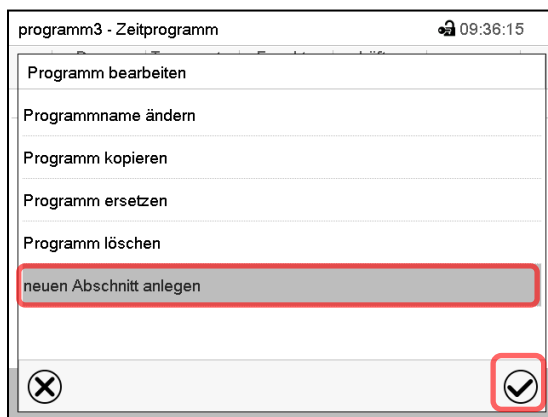 programm3 - Zeitprogramm 09:36:15
Programm bearbeiten
Programmname ändern
Programm kopieren
Programm ersetzen
Programm löschen
neuen Abschnitt anlegen